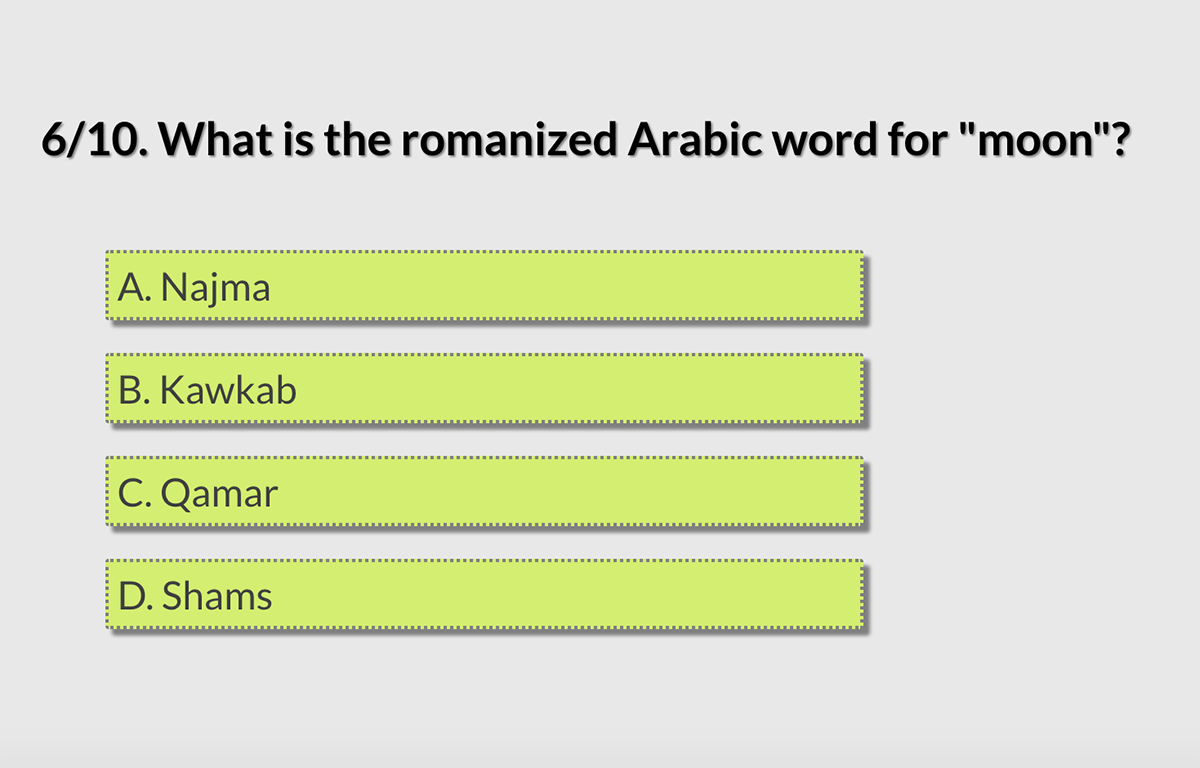 6/10. What is the romanized Arabic word for "moon"?
A. Najma
B. Kawkab
C. Qamar
D. Shams